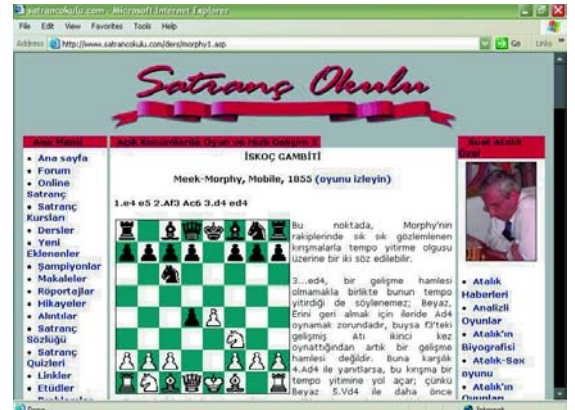 satrancokulu.com - Microsoft Internet Explorer
File Edit View Favorites Tools Help
Address http://www.satrancokulu.com/ders/morphy1.asp Go Links »
Satranç Okulu
Ana Menü
• Ana sayfa
• Forum
• Online
Satranç
• Satranç
Kursları
• Dersler
• Yeni
Eklenenler
• Şampiyonlar
• Makaleler
• Röportajlar
• Hikayeler
• Alıntılar
• Satranç
Sözlüğü
• Satranç
Quizleri
• Linkler
• Etüdler
Açık Konumlarda Oyun ve Hızlı Gelişim 1
İSKOÇ GAMBİTİ
Meek-Morphy, Mobile, 1855 (oyunu izleyin)
1.e4 e5 2.Af3 Ac6 3.d4 ed4
Bu noktada, Morphy'nin
rakiplerinde sık sık gözlemlenen
kırışmalarla tempo yitirme olgusu
üzerine bir iki söz edilebilir.
3...ed4, bir gelişme hamlesi
olmamakla birlikte bunun tempo
yitirdiği de söylenemez; Beyaz,
Erini geri almak için ileride Ad4
oynamak zorundadır, buysa f3'teki
gelişmiş Atı ikinci kez
oynattığından artık bir gelişme
hamlesi değildir. Buna karşılık
4.Ad4 ile yanıtlarsa, bu kırışma bir
tempo yitimine yol açar; çünkü
Beyaz 5.Vd4 ile daha önce
Suat Atalık
Özel
• Atalık
Haberleri
• Analizli
Oyunlar
• Atalık'ın
Biyografisi
• Atalık-Sax
oyunu
• Atalık'ın
Oyunları
Done
Internet